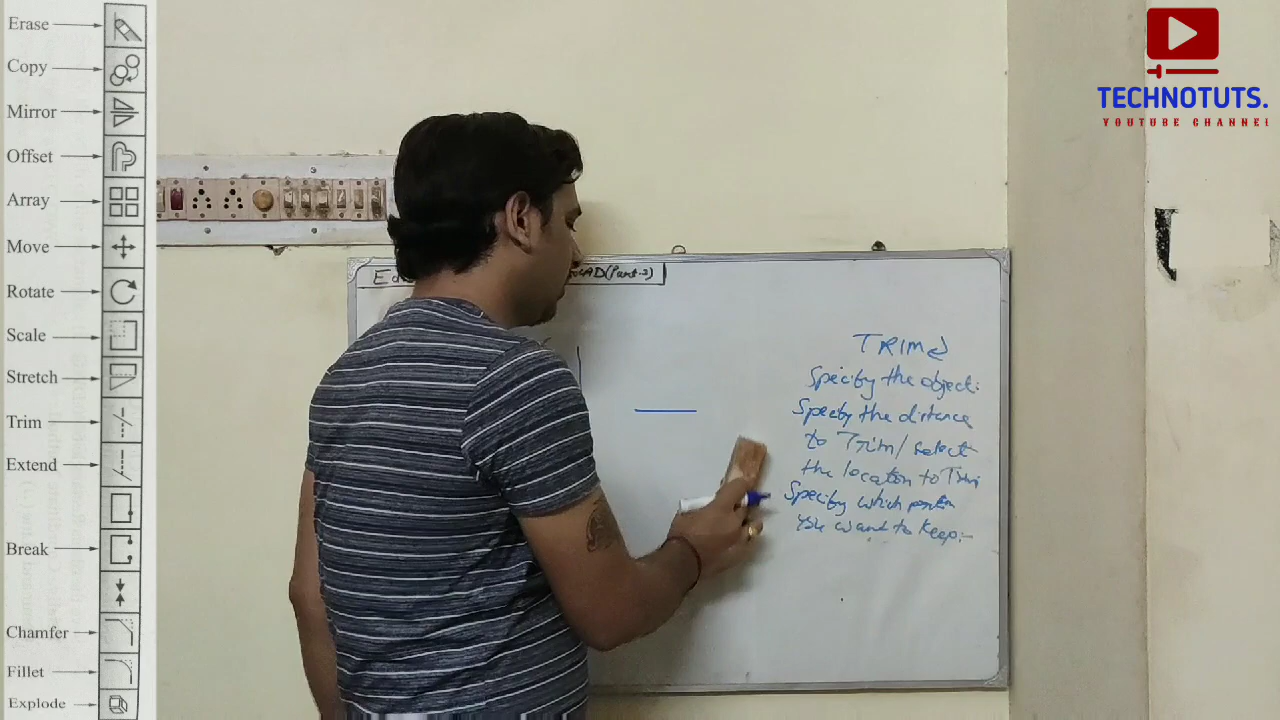 Erase
Copy
Mirror
Offset
Array
Move
Rotate
Scale
Stretch
Trim
Extend
Break
Chamfer
Fillet
Explode
TECHNOTUTS.
YOUTUBE CHANNEL
(Part-2)
TRIM
Specify the object:
Specify the distance
to Trim/select
the location to Trim
Specify which portion
you want to keep:-